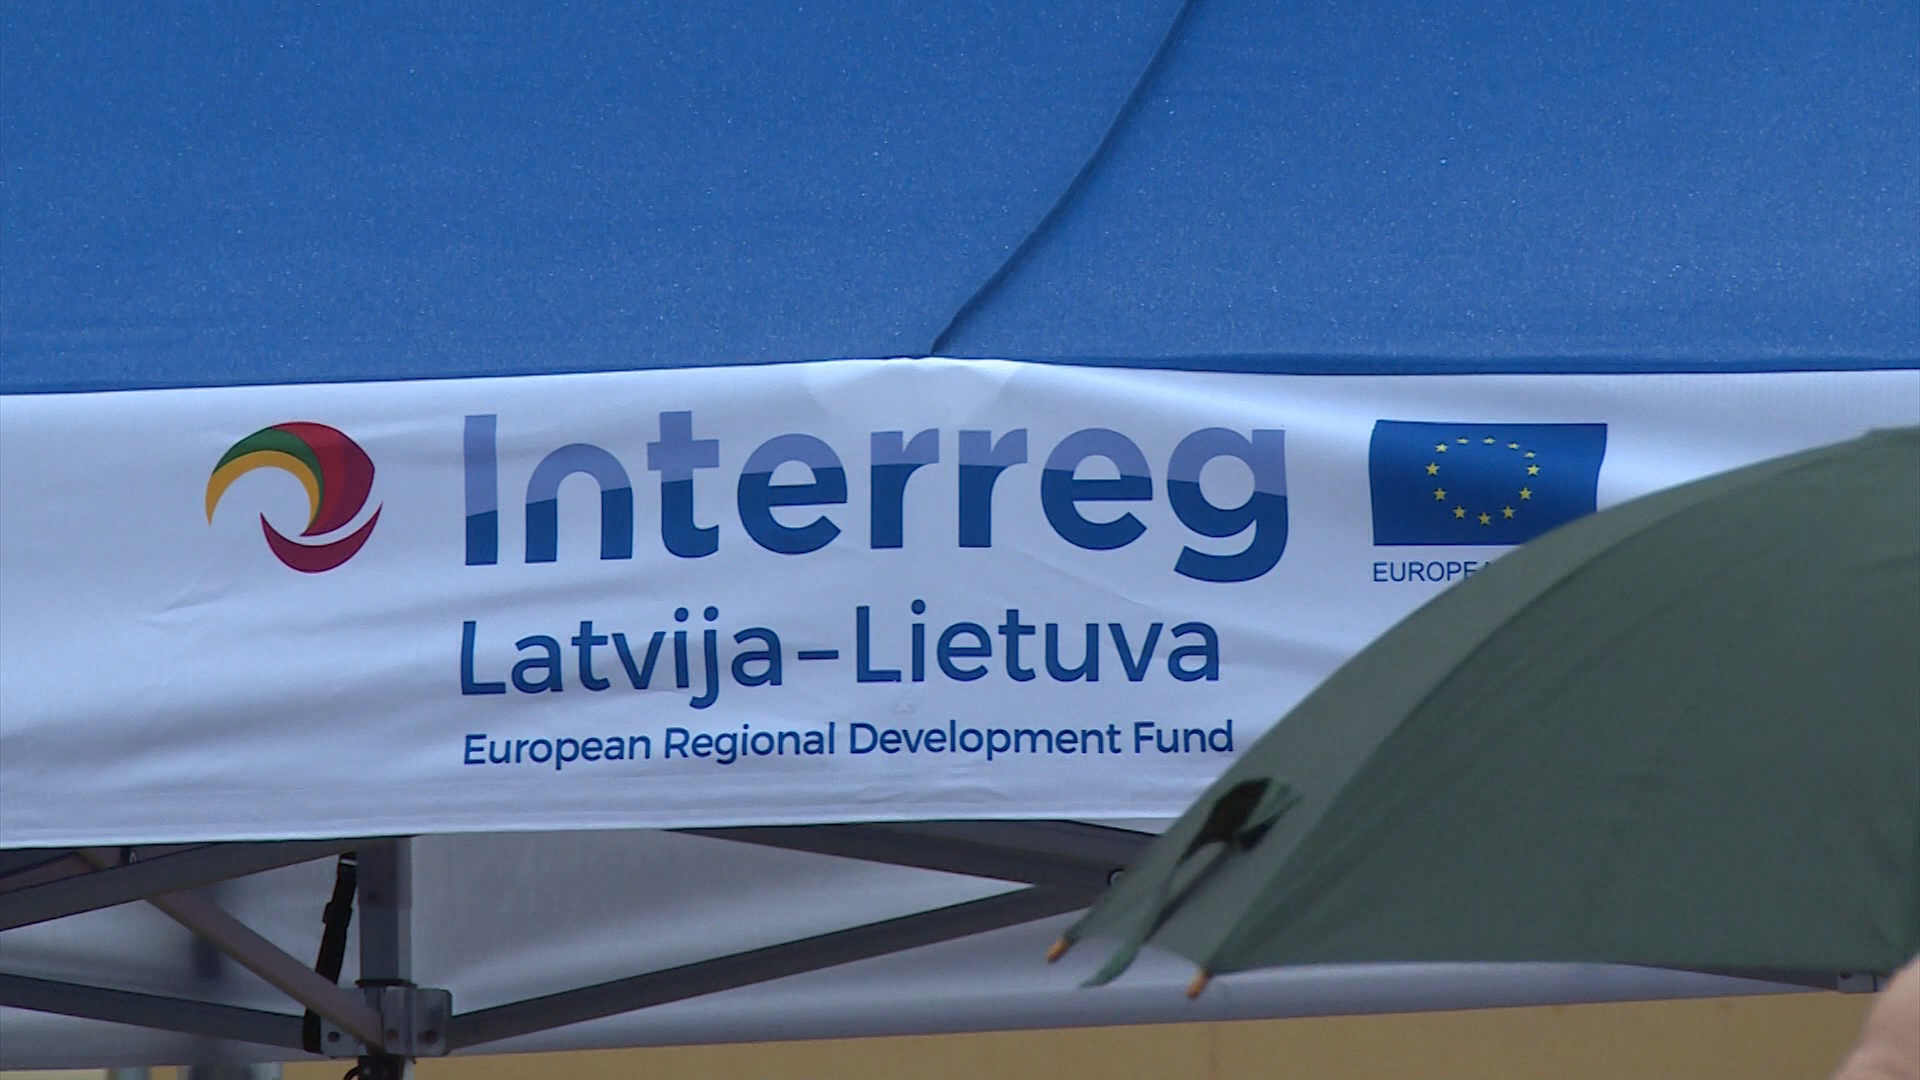 Interreg
Latvija-Lietuva
European Regional Development Fund